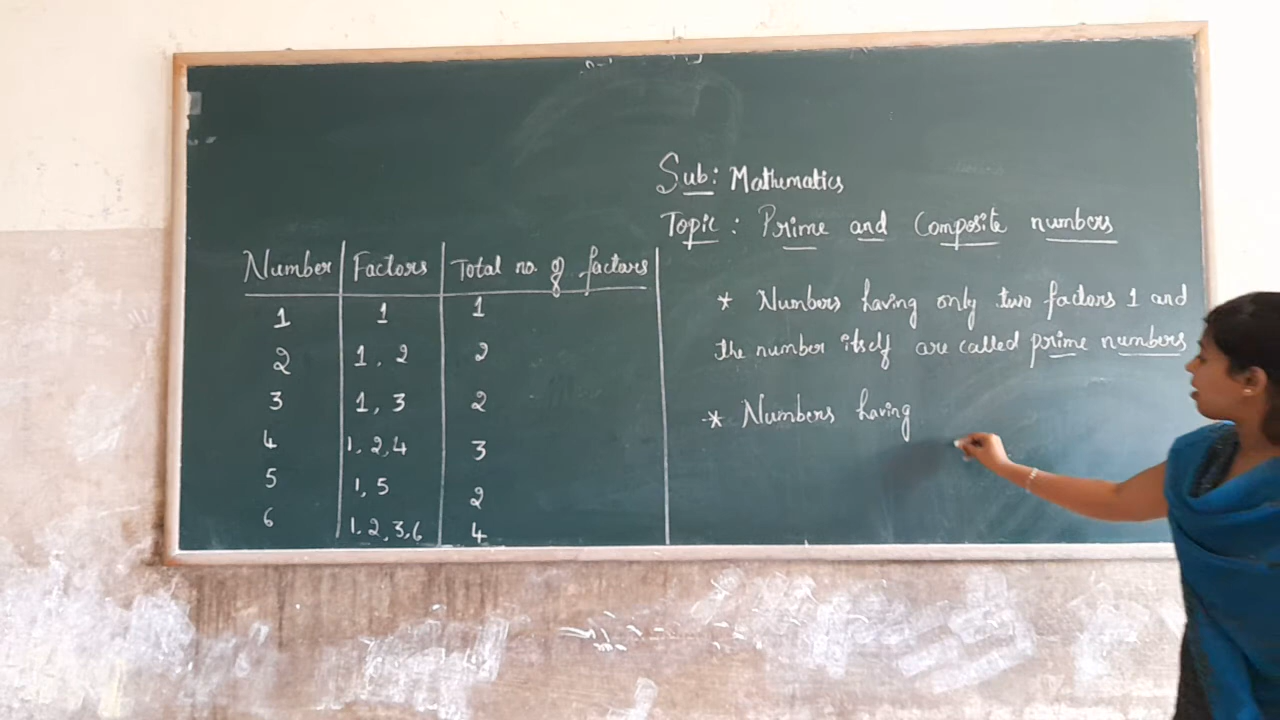 Sub: Mathematics
Topic: Prime and Composite numbers
Number Factors Total no. of factors
1 1 1
2 1, 2 2
3 1, 3 2
4 1, 2, 4 3
5 1, 5 2
6 1, 2, 3, 6 4
* Numbers having only two factors 1 and
the number itself are called prime numbers
* Numbers having